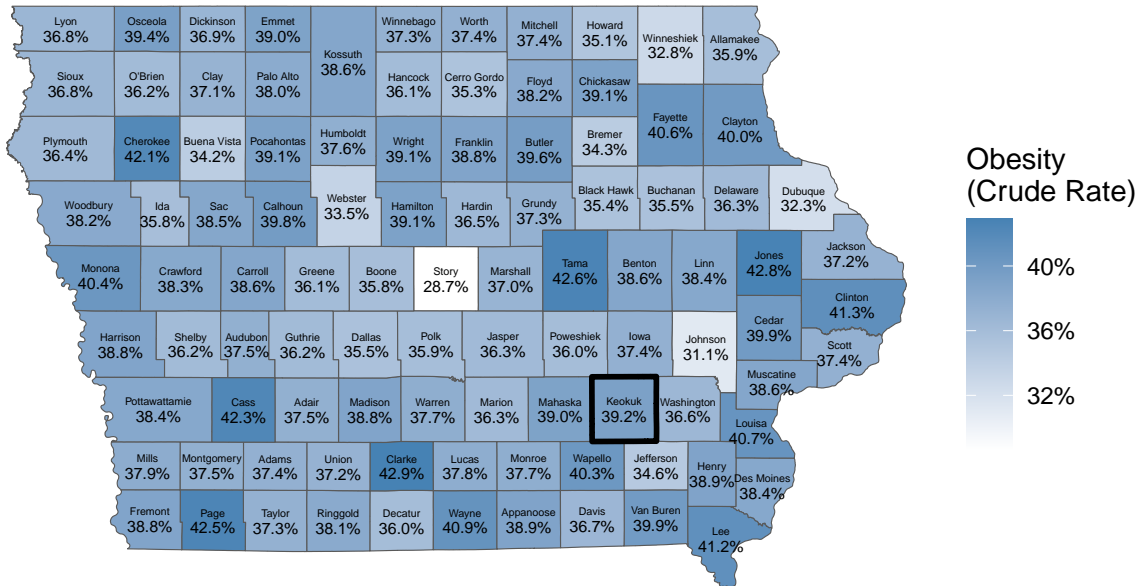 Lyon
36.8%
Osceola
39.4%
Dickinson
36.9%
Emmet
39.0%
Kossuth
38.6%
Winnebago
37.3%
Worth
37.4%
Mitchell
37.4%
Howard
35.1%
Winneshiek
32.8%
Allamakee
35.9%
Sioux
36.8%
O'Brien
36.2%
Clay
37.1%
Palo Alto
38.0%
Hancock
36.1%
Cerro Gordo
35.3%
Floyd
38.2%
Chickasaw
39.1%
Fayette
40.6%
Clayton
40.0%
Plymouth
36.4%
Cherokee
42.1%
Buena Vista
34.2%
Pocahontas
39.1%
Humboldt
37.6%
Wright
39.1%
Franklin
38.8%
Butler
39.6%
Bremer
34.3%
Woodbury
38.2%
Ida
35.8%
Sac
38.5%
Calhoun
39.8%
Webster
33.5%
Hamilton
39.1%
Hardin
36.5%
Grundy
37.3%
Black Hawk
35.4%
Buchanan
35.5%
Delaware
36.3%
Dubuque
32.3%
Monona
40.4%
Crawford
38.3%
Carroll
38.6%
Greene
36.1%
Boone
35.8%
Story
28.7%
Marshall
37.0%
Tama
42.6%
Benton
38.6%
Linn
38.4%
Jones
42.8%
Jackson
37.2%
Clinton
41.3%
Harrison
38.8%
Shelby
36.2%
Audubon
37.5%
Guthrie
36.2%
Dallas
35.5%
Polk
35.9%
Jasper
36.3%
Poweshiek
36.0%
Iowa
37.4%
Johnson
31.1%
Cedar
39.9%
Scott
37.4%
Muscatine
38.6%
Pottawattamie
38.4%
Cass
42.3%
Adair
37.5%
Madison
38.8%
Warren
37.7%
Marion
36.3%
Mahaska
39.0%
Keokuk
39.2%
Washington
36.6%
Louisa
40.7%
Mills
37.9%
Montgomery
37.5%
Adams
37.4%
Union
37.2%
Clarke
42.9%
Lucas
37.8%
Monroe
37.7%
Wapello
40.3%
Jefferson
34.6%
Henry
38.9%
Des Moines
38.4%
Fremont
38.8%
Page
42.5%
Taylor
37.3%
Ringgold
38.1%
Decatur
36.0%
Wayne
40.9%
Appanoose
38.9%
Davis
36.7%
Van Buren
39.9%
Lee
41.2%
Obesity
(Crude Rate)
40%
36%
32%